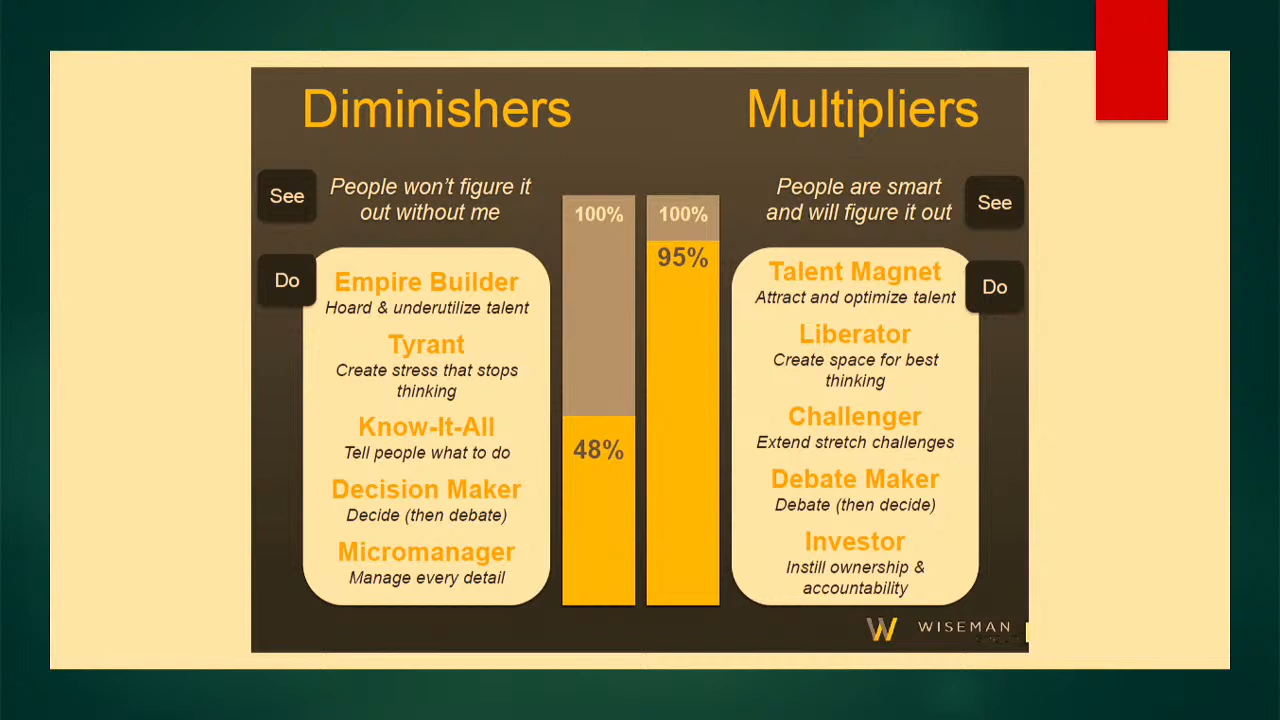 Diminishers
See
People won't figure it
out without me
Do
Empire Builder
Hoard & underutilize talent
Tyrant
Create stress that stops
thinking
Know-It-All
Tell people what to do
Decision Maker
Decide (then debate)
Micromanager
Manage every detail
100%
48%
100%
95%
Multipliers
People are smart
and will figure it out
See
Do
Talent Magnet
Attract and optimize talent
Liberator
Create space for best
thinking
Challenger
Extend stretch challenges
Debate Maker
Debate (then decide)
Investor
Instill ownership &
accountability
WISEMAN